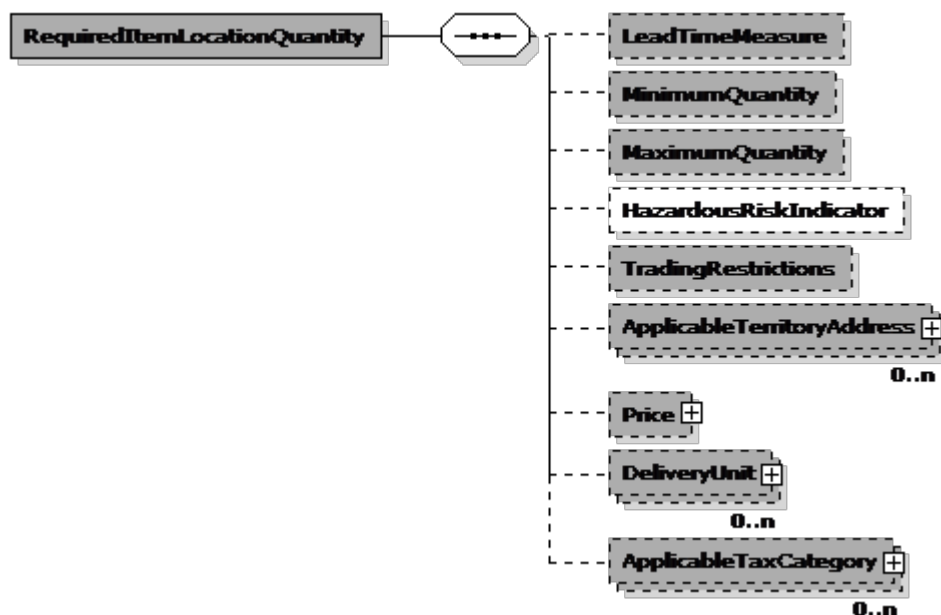 RequiredItemLocationQuantity
LeadTimeMeasure
MinimumQuantity
MaximumQuantity
HazardousRiskIndicator
TradingRestrictions
ApplicableTerritoryAddress
0..n
Price
DeliveryUnit
0..n
ApplicableTaxCategory
0..n